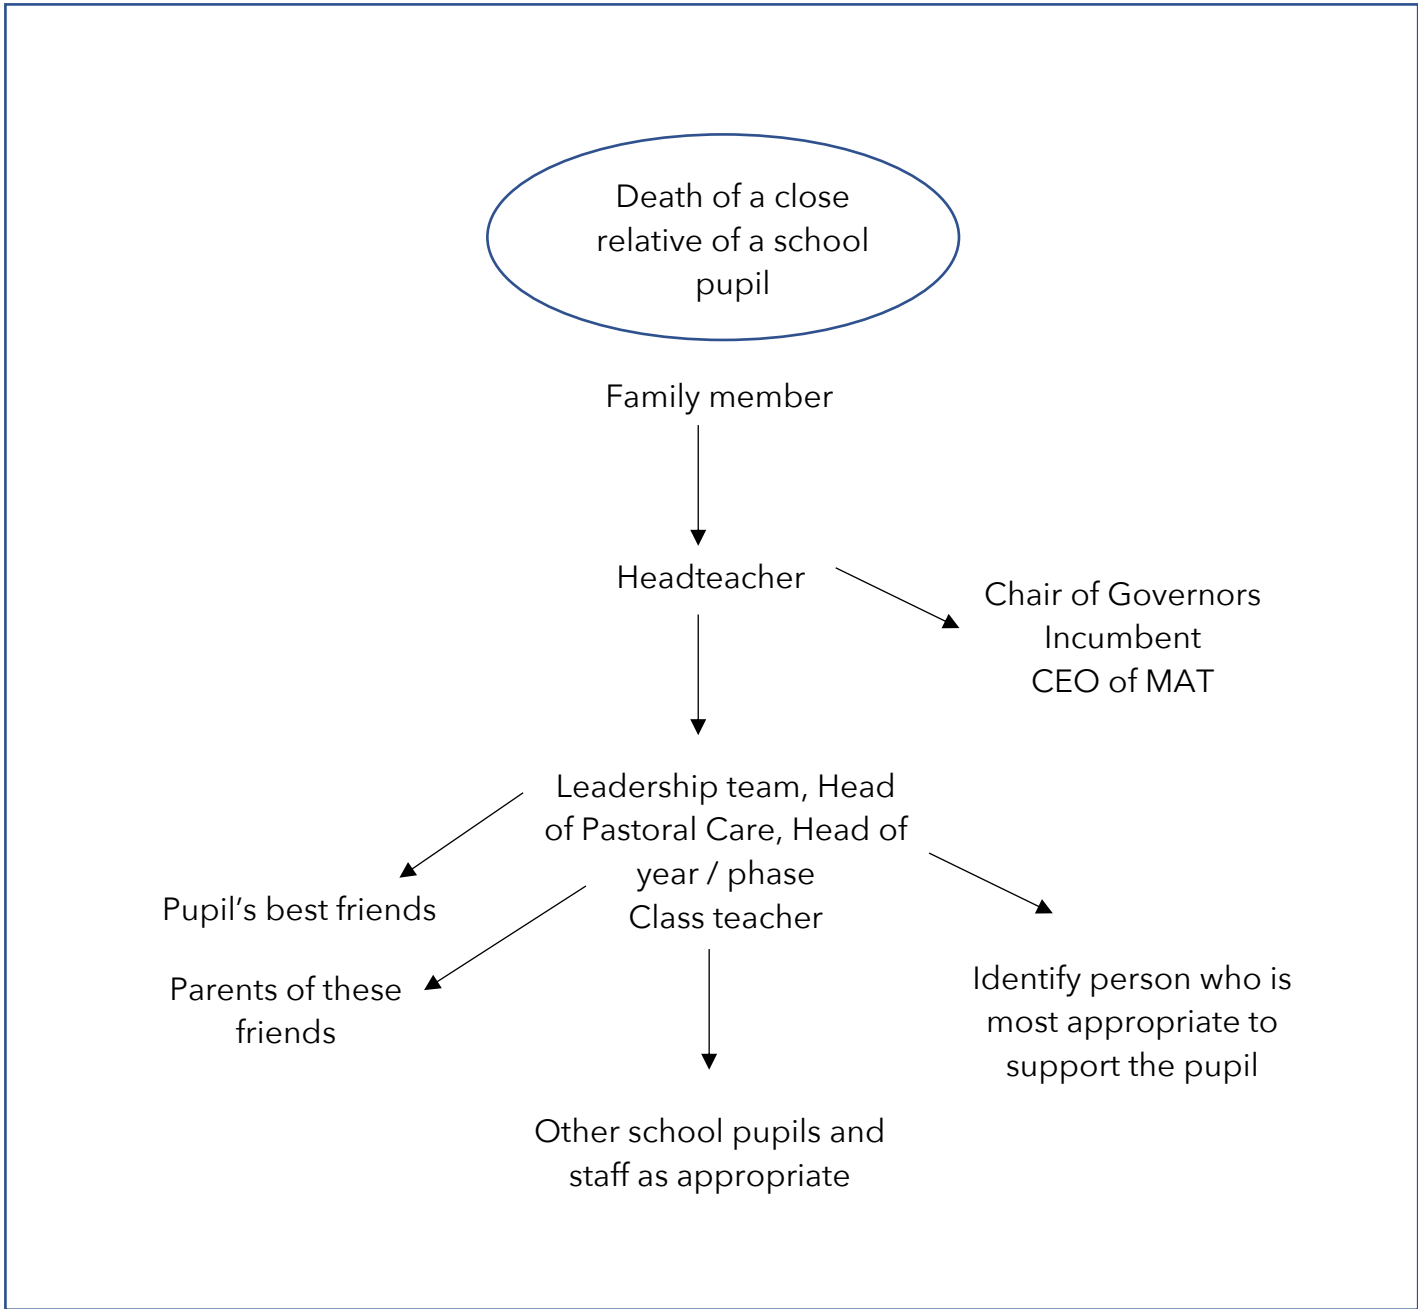 Death of a close
relative of a school
pupil
Family member
Headteacher
Chair of Governors
Incumbent
CEO of MAT
Leadership team, Head
of Pastoral Care, Head of
year / phase
Class teacher
Pupil’s best friends
Parents of these
friends
Identify person who is
most appropriate to
support the pupil
Other school pupils and
staff as appropriate